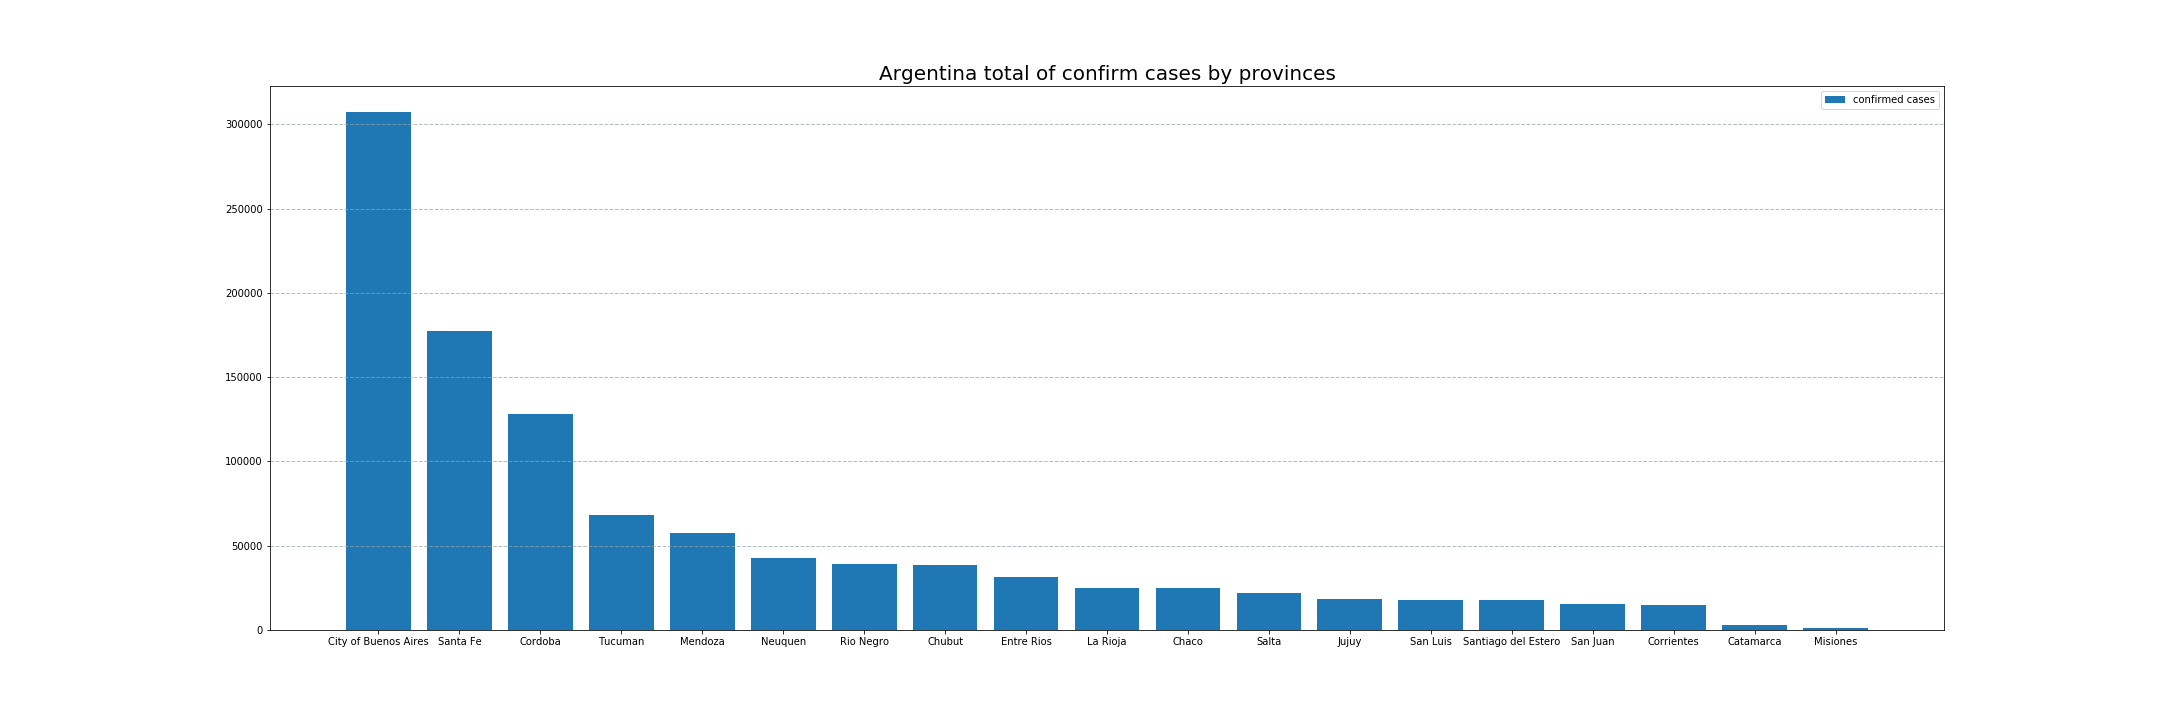 Argentina total of confirm cases by provinces
confirmed cases
300000
250000
200000
150000
100000
50000
0
City of Buenos Aires Santa Fe Cordoba Tucuman Mendoza Neuquen Rio Negro Chubut Entre Rios La Rioja Chaco Salta Jujuy San Luis Santiago del Estero San Juan Corrientes Catamarca Misiones